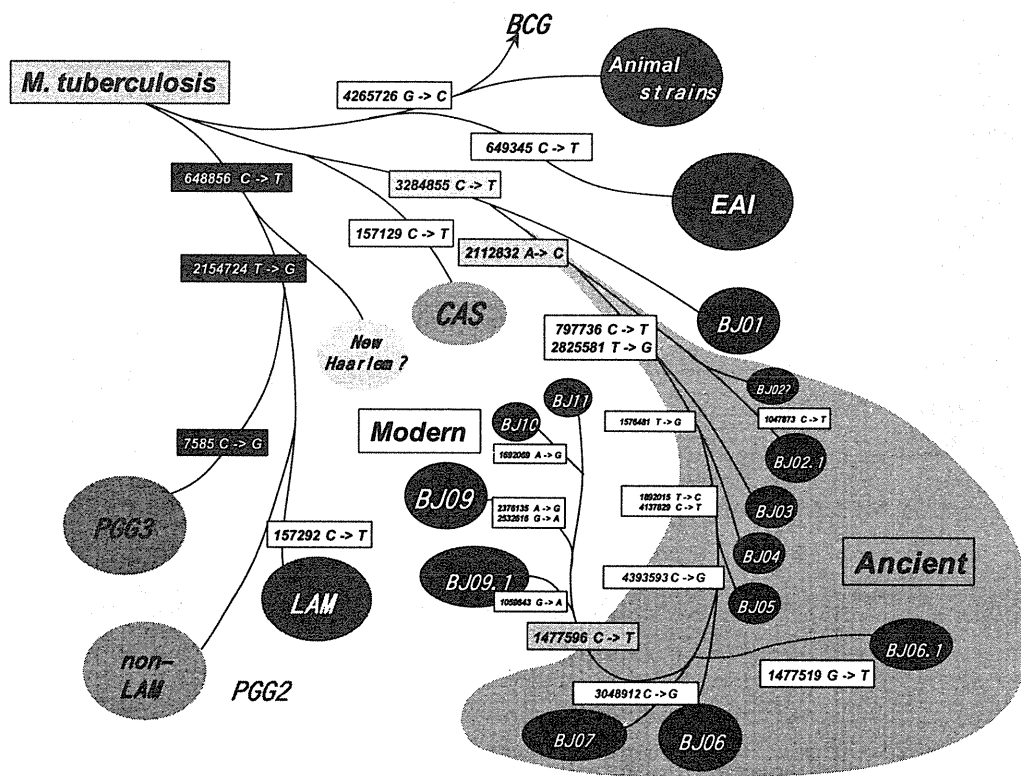 BCG
M. tuberculosis
Animal
strains
4265726 G -> C
649345 C -> T
648856 C -> T
3284855 C -> T
EAI
157129 C -> T
2112832 A-> C
2154724 T -> G
CAS
BJ01
797736 C -> T
2825581 T -> G
New
Haarlem?
BJ02?
BJ11
BJ10
1576481 T -> G
1047873 C -> T
Modern
7585 C -> G
1692069 A -> G
BJ02.1
BJ09
2376135 A -> G
2532616 G -> A
1892015 T -> C
4137829 C -> T
BJ03
PGG3
157292 C -> T
BJ04
Ancient
BJ09.1
4393593 C -> G
LAM
1059643 G -> A
BJ05
1477596 C -> T
BJ06.1
non-
LAM
PGG2
1477519 G -> T
3048912 C -> G
BJ07
BJ06